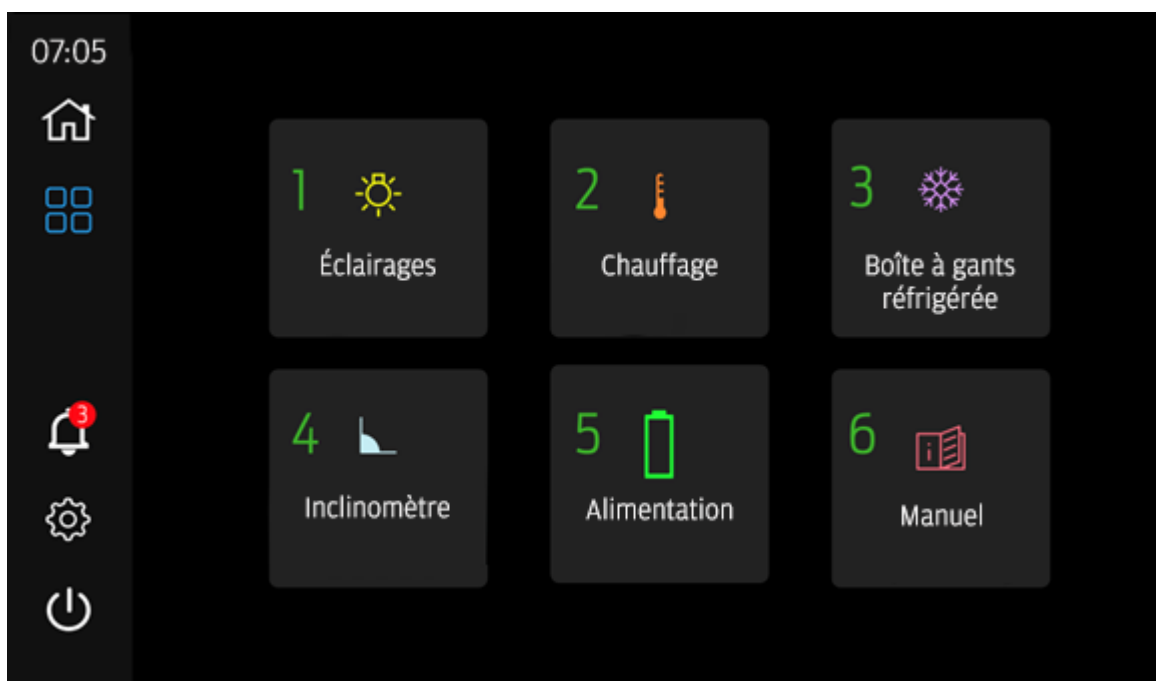 07:05
1
Éclairages
2
Chauffage
3
Boîte à gants
réfrigérée
3
4
Inclinomètre
5
Alimentation
6
i
Manuel